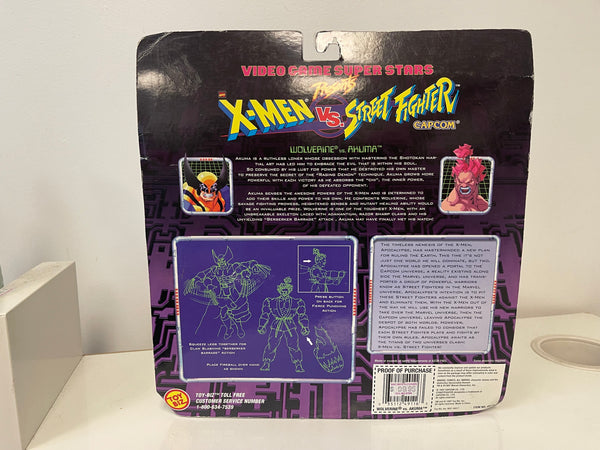 VIDEO GAME SUPER STARS
X-MEN VS. STREET FIGHTER
CAPCOM
WOLVERINE vs. AKUMA
AKUMA IS A RUTHLESS LONER WHOSE OBSESSION WITH MASTERING THE SHOTOKAN MAR-
TIAL ART HAS LED HIM TO EMBRACE THE EVIL THAT IS WITHIN HIS SOUL.
SO CONSUMED BY HIS LUST FOR POWER THAT HE DESTROYED HIS OWN MASTER
TO PRESERVE THE SECRET OF THE "RAGING DEMON" TECHNIQUE, AKUMA GROWS MORE
POWERFUL WITH EACH VICTORY AS HE ABSORBS THE "CHI", THE INNER POWER,
OF HIS DEFEATED OPPONENT.
AKUMA SENSES THE AWESOME POWERS OF THE X-MEN AND IS DETERMINED TO
ADD THEIR SKILLS AND POWER TO HIS OWN. HE CONFRONTS WOLVERINE, WHOSE
SAVAGE FIGHTING PROWESS, HEIGHTENED SENSES AND MUTANT HEALING ABILITY WOULD
BE AN INVALUABLE PRIZE. WOLVERINE IS ONE OF THE TOUGHEST X-MEN, WITH AN
UNBREAKABLE SKELETON LACED WITH ADAMANTIUM, RAZOR SHARP CLAWS AND HIS
UNYIELDING "BERSERKER BARRAGE" ATTACK. AKUMA MAY HAVE FINALLY MET HIS MATCH!
PRESS BUTTON
ON BACK FOR
FIERCE PUNCHING
ACTION
SQUEEZE LEGS TOGETHER FOR
CLAW SLASHING "BERSERKER
BARRAGE" ACTION
PLACE FIREBALL OVER HAND
AS SHOWN
THE TIMELESS NEMESIS OF THE X-MEN,
APOCALYPSE, HAS MASTERMINDED A NEW PLAN
FOR RULING THE EARTH. THIS TIME IT'S NOT
JUST ONE WORLD HE WILL DOMINATE, BUT TWO.
APOCALYPSE HAS OPENED A PORTAL TO THE
CAPCOM UNIVERSE, A REALITY EXISTING ALONG
SIDE THE MARVEL UNIVERSE, AND HAS TRANS-
PORTED A GROUP OF POWERFUL WARRIORS
KNOW AS STREET FIGHTERS IN THE MARVEL
UNIVERSE. APOCALYPSE'S INTENTION IS TO PIT
THESE STREET FIGHTERS AGAINST THE X-MEN
AND ELIMINATE THEM. WITH THE X-MEN OUT OF
THE WAY HE WILL USE HIS NEW WARRIORS TO
TAKE OVER THE MARVEL UNIVERSE, THEN THE
CAPCOM UNIVERSE, LEAVING APOCALYPSE THE
DESPOT OF BOTH WORLDS. HOWEVER,
APOCALYPSE HAS FAILED TO CONSIDER THAT
EACH STREET FIGHTER PLAYS AND FIGHTS BY
THEIR OWN RULES. APOCALYPSE AWAITS AS
THE TITANS OF THE UNIVERSES CLASH:
X-MEN VS. STREET FIGHTER!
PROOF OF PURCHASE
WOLVERINE vs. AKUMA
TOY BIZ
TOY-BIZ TOLL FREE
CUSTOMER SERVICE NUMBER
1-800-634-7539